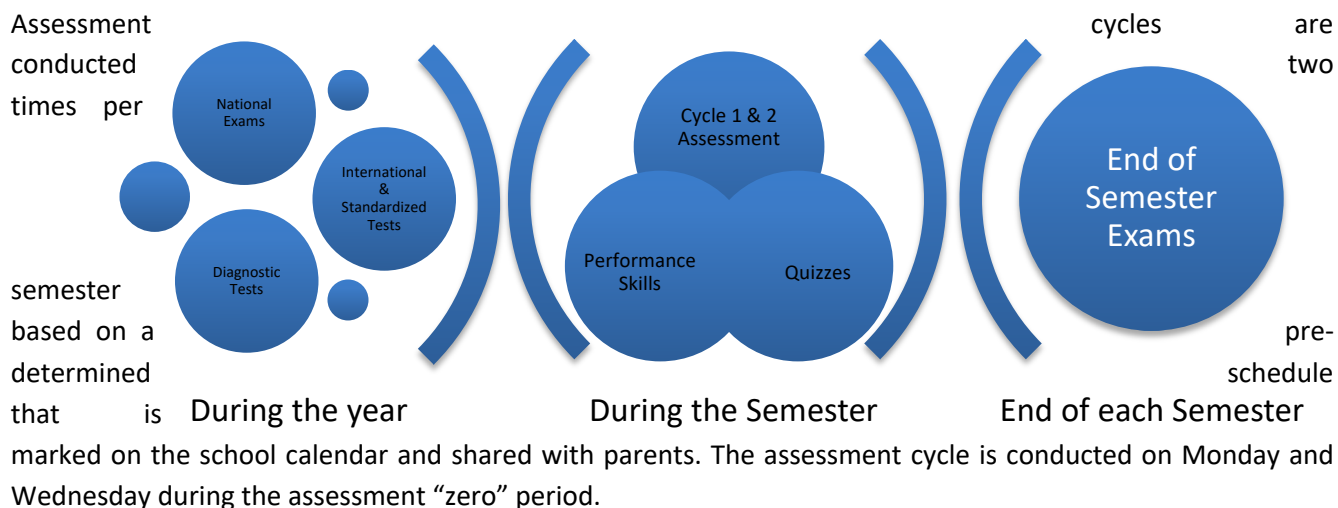 Assessment cycles are
conducted two
times per
National
Exams
International
&
Standardized
Tests
Diagnostic
Tests
Cycle 1 & 2
Assessment
Performance
Skills
Quizzes
End of
Semester
Exams
semester
based on a pre-
determined schedule
that is
During the year
During the Semester
End of each Semester
marked on the school calendar and shared with parents. The assessment cycle is conducted on Monday and
Wednesday during the assessment “zero” period.